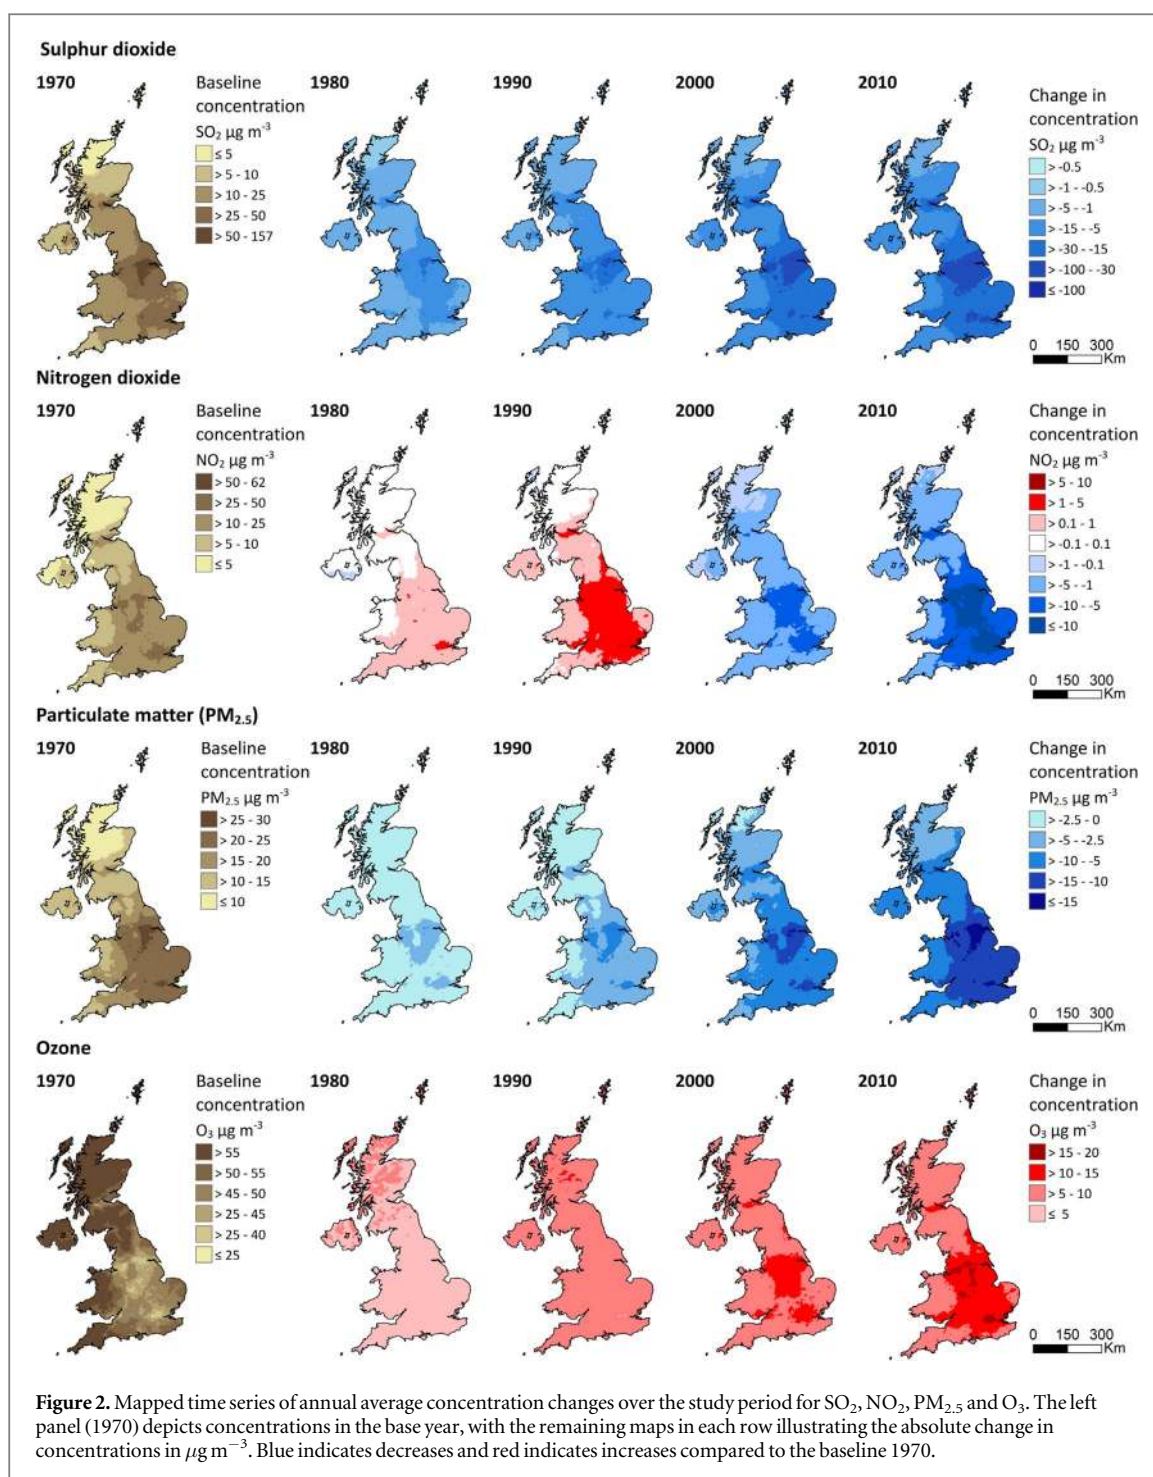 Sulphur dioxide
1970
Baseline
concentration
SO₂ µg m⁻³
≤ 5
> 5 - 10
> 10 - 25
> 25 - 50
> 50 - 157
1980
1990
2000
2010
Change in
concentration
SO₂ µg m⁻³
> -0.5
> -1 - -0.5
> -5 - -1
> -15 - -5
> -30 - -15
> -100 - -30
≤ -100
0 150 300
Km
Nitrogen dioxide
1970
Baseline
concentration
NO₂ µg m⁻³
> 50 - 62
> 25 - 50
> 10 - 25
> 5 - 10
≤ 5
1980
1990
2000
2010
Change in
concentration
NO₂ µg m⁻³
> 5 - 10
> 1 - 5
> 0.1 - 1
> -0.1 - 0.1
> -1 - -0.1
> -5 - -1
> -10 - -5
≤ -10
0 150 300
Km
Particulate matter (PM₂.₅)
1970
Baseline
concentration
PM₂.₅ µg m⁻³
> 25 - 30
> 20 - 25
> 15 - 20
> 10 - 15
≤ 10
1980
1990
2000
2010
Change in
concentration
PM₂.₅ µg m⁻³
> -2.5 - 0
> -5 - -2.5
> -10 - -5
> -15 - -10
≤ -15
0 150 300
Km
Ozone
1970
Baseline
concentration
O₃ µg m⁻³
> 55
> 50 - 55
> 45 - 50
> 25 - 45
> 25 - 40
≤ 25
1980
1990
2000
2010
Change in
concentration
O₃ µg m⁻³
> 15 - 20
> 10 - 15
> 5 - 10
≤ 5
0 150 300
Km
Figure 2. Mapped time series of annual average concentration changes over the study period for SO₂, NO₂, PM₂.₅ and O₃. The left
panel (1970) depicts concentrations in the base year, with the remaining maps in each row illustrating the absolute change in
concentrations in µg m⁻³. Blue indicates decreases and red indicates increases compared to the baseline 1970.